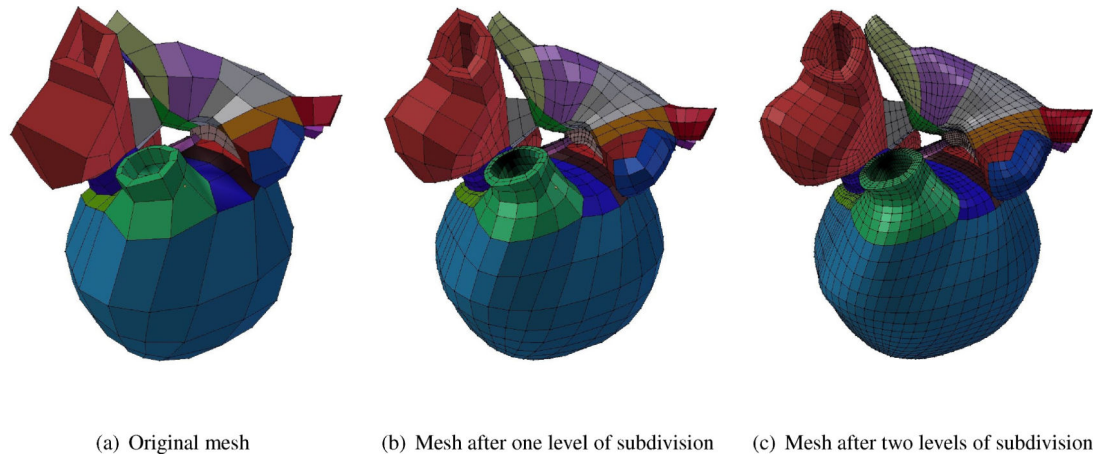 (a) Original mesh
(b) Mesh after one level of subdivision
(c) Mesh after two levels of subdivision